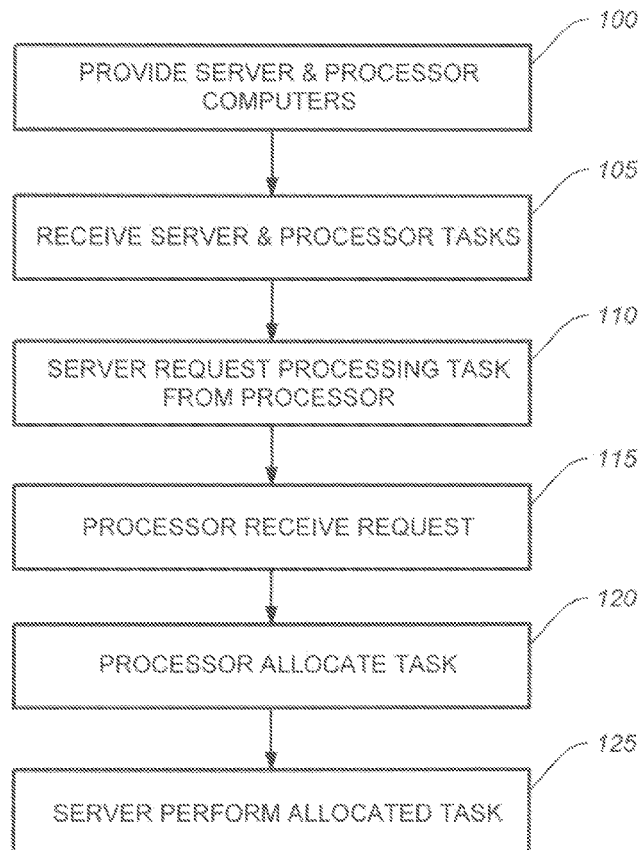 100
PROVIDE SERVER & PROCESSOR
COMPUTERS
105
RECEIVE SERVER & PROCESSOR TASKS
110
SERVER REQUEST PROCESSING TASK
FROM PROCESSOR
115
PROCESSOR RECEIVE REQUEST
120
PROCESSOR ALLOCATE TASK
125
SERVER PERFORM ALLOCATED TASK